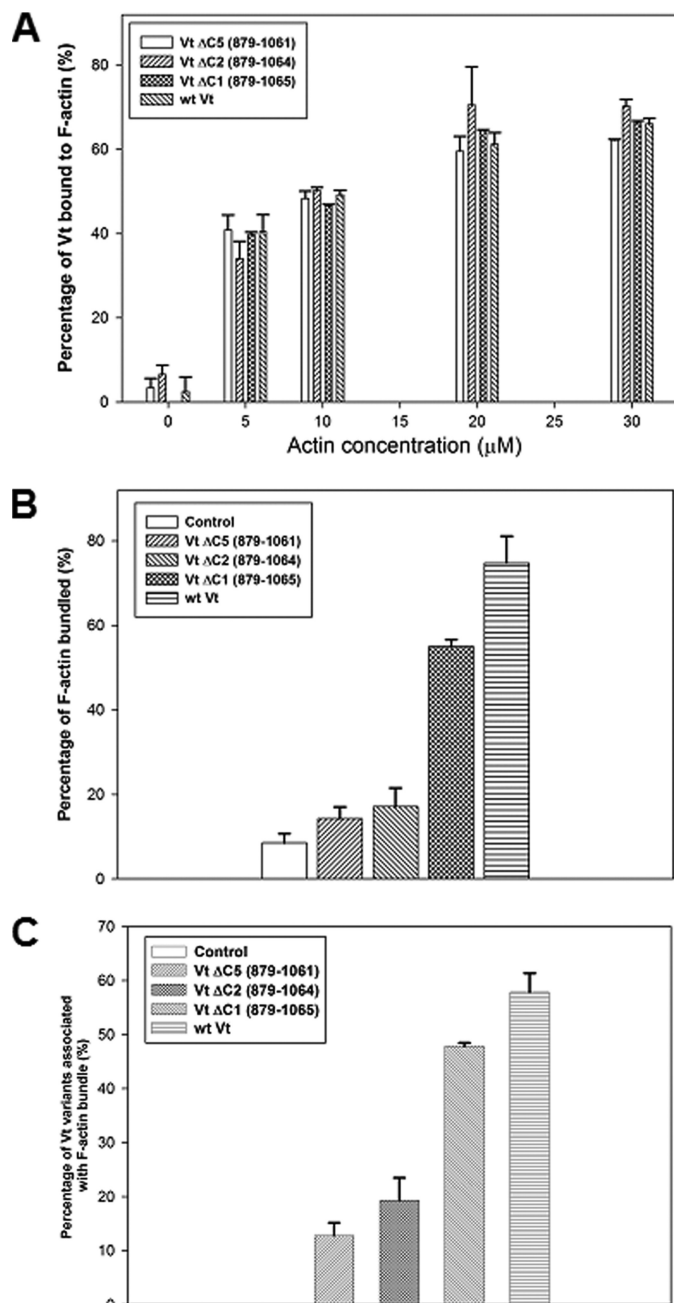 A
Vt ΔC5 (879-1061)
Vt ΔC2 (879-1064)
Vt ΔC1 (879-1065)
wt Vt
Percentage of Vt bound to F-actin (%)
80
60
40
20
0
0 5 10 15 20 25 30
Actin concentration (μM)
B
Control
Vt ΔC5 (879-1061)
Vt ΔC2 (879-1064)
Vt ΔC1 (879-1065)
wt Vt
Percentage of F-actin bundled (%)
80
60
40
20
0
C
Control
Vt ΔC5 (879-1061)
Vt ΔC2 (879-1064)
Vt ΔC1 (879-1065)
wt Vt
Percentage of Vt variants associated
with F-actin bundle (%)
70
60
50
40
30
20
10
0